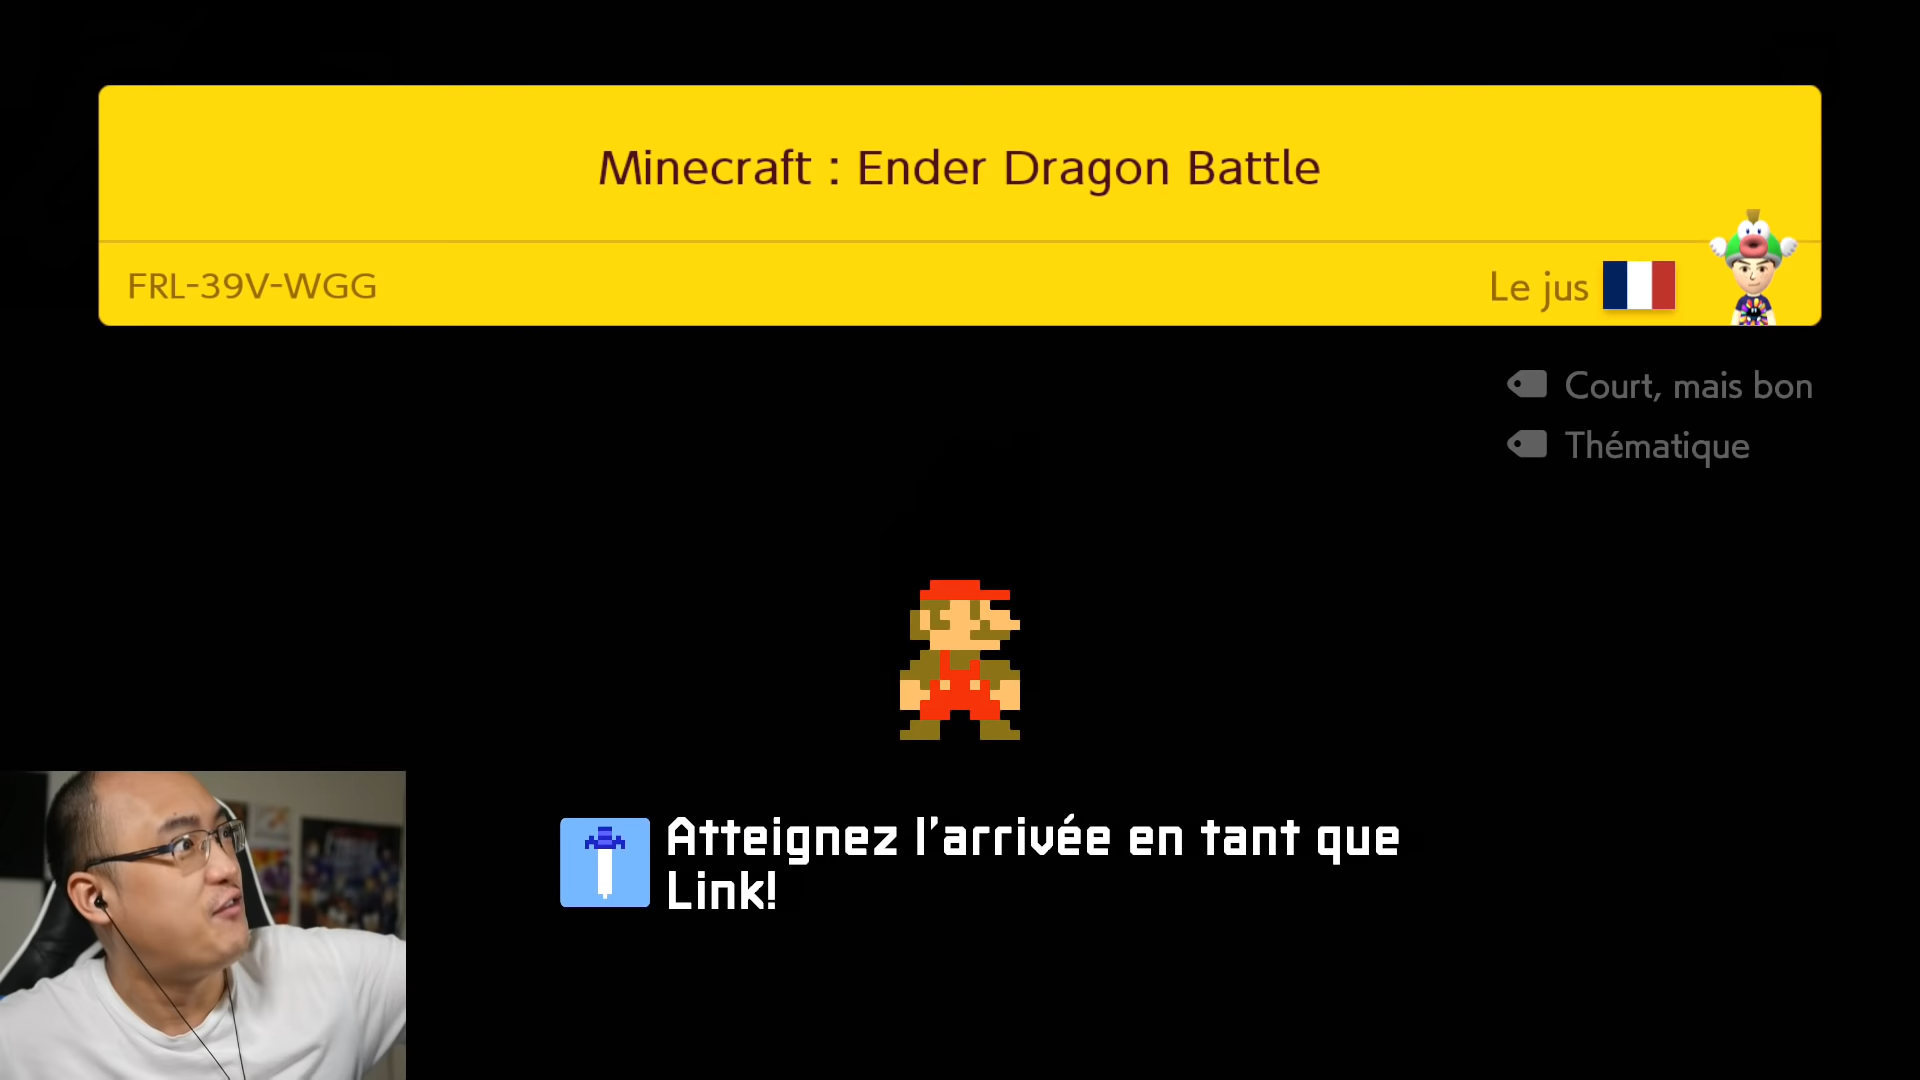 Minecraft : Ender Dragon Battle
FRL-39V-WGG
Le jus
Court, mais bon
Thématique
Atteignez l'arrivée en tant que
Link!